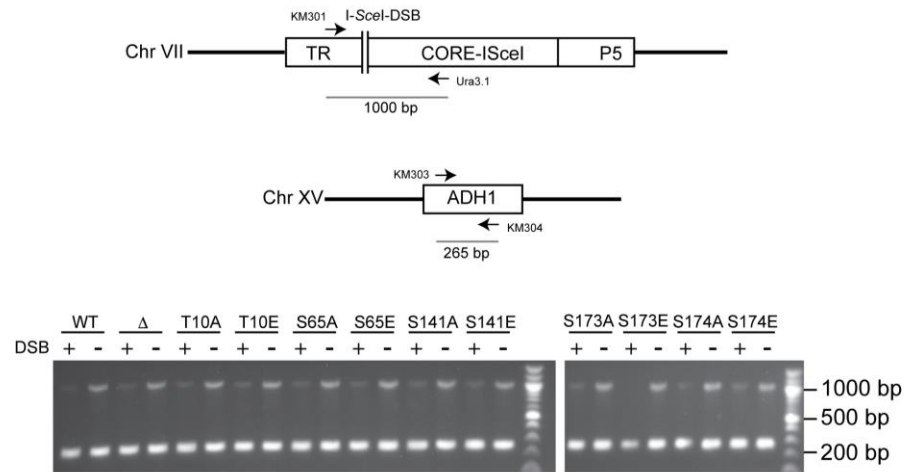 KM301
I-SceI-DSB
Chr VII
TR
CORE-ISceI
P5
Ura3.1
1000 bp
KM303
Chr XV
ADH1
KM304
265 bp
WT Δ T10A T10E S65A S65E S141A S141E S173A S173E S174A S174E
DSB + - + - + - + - + - + - + - + - + - + - + - + -
1000 bp
500 bp
200 bp